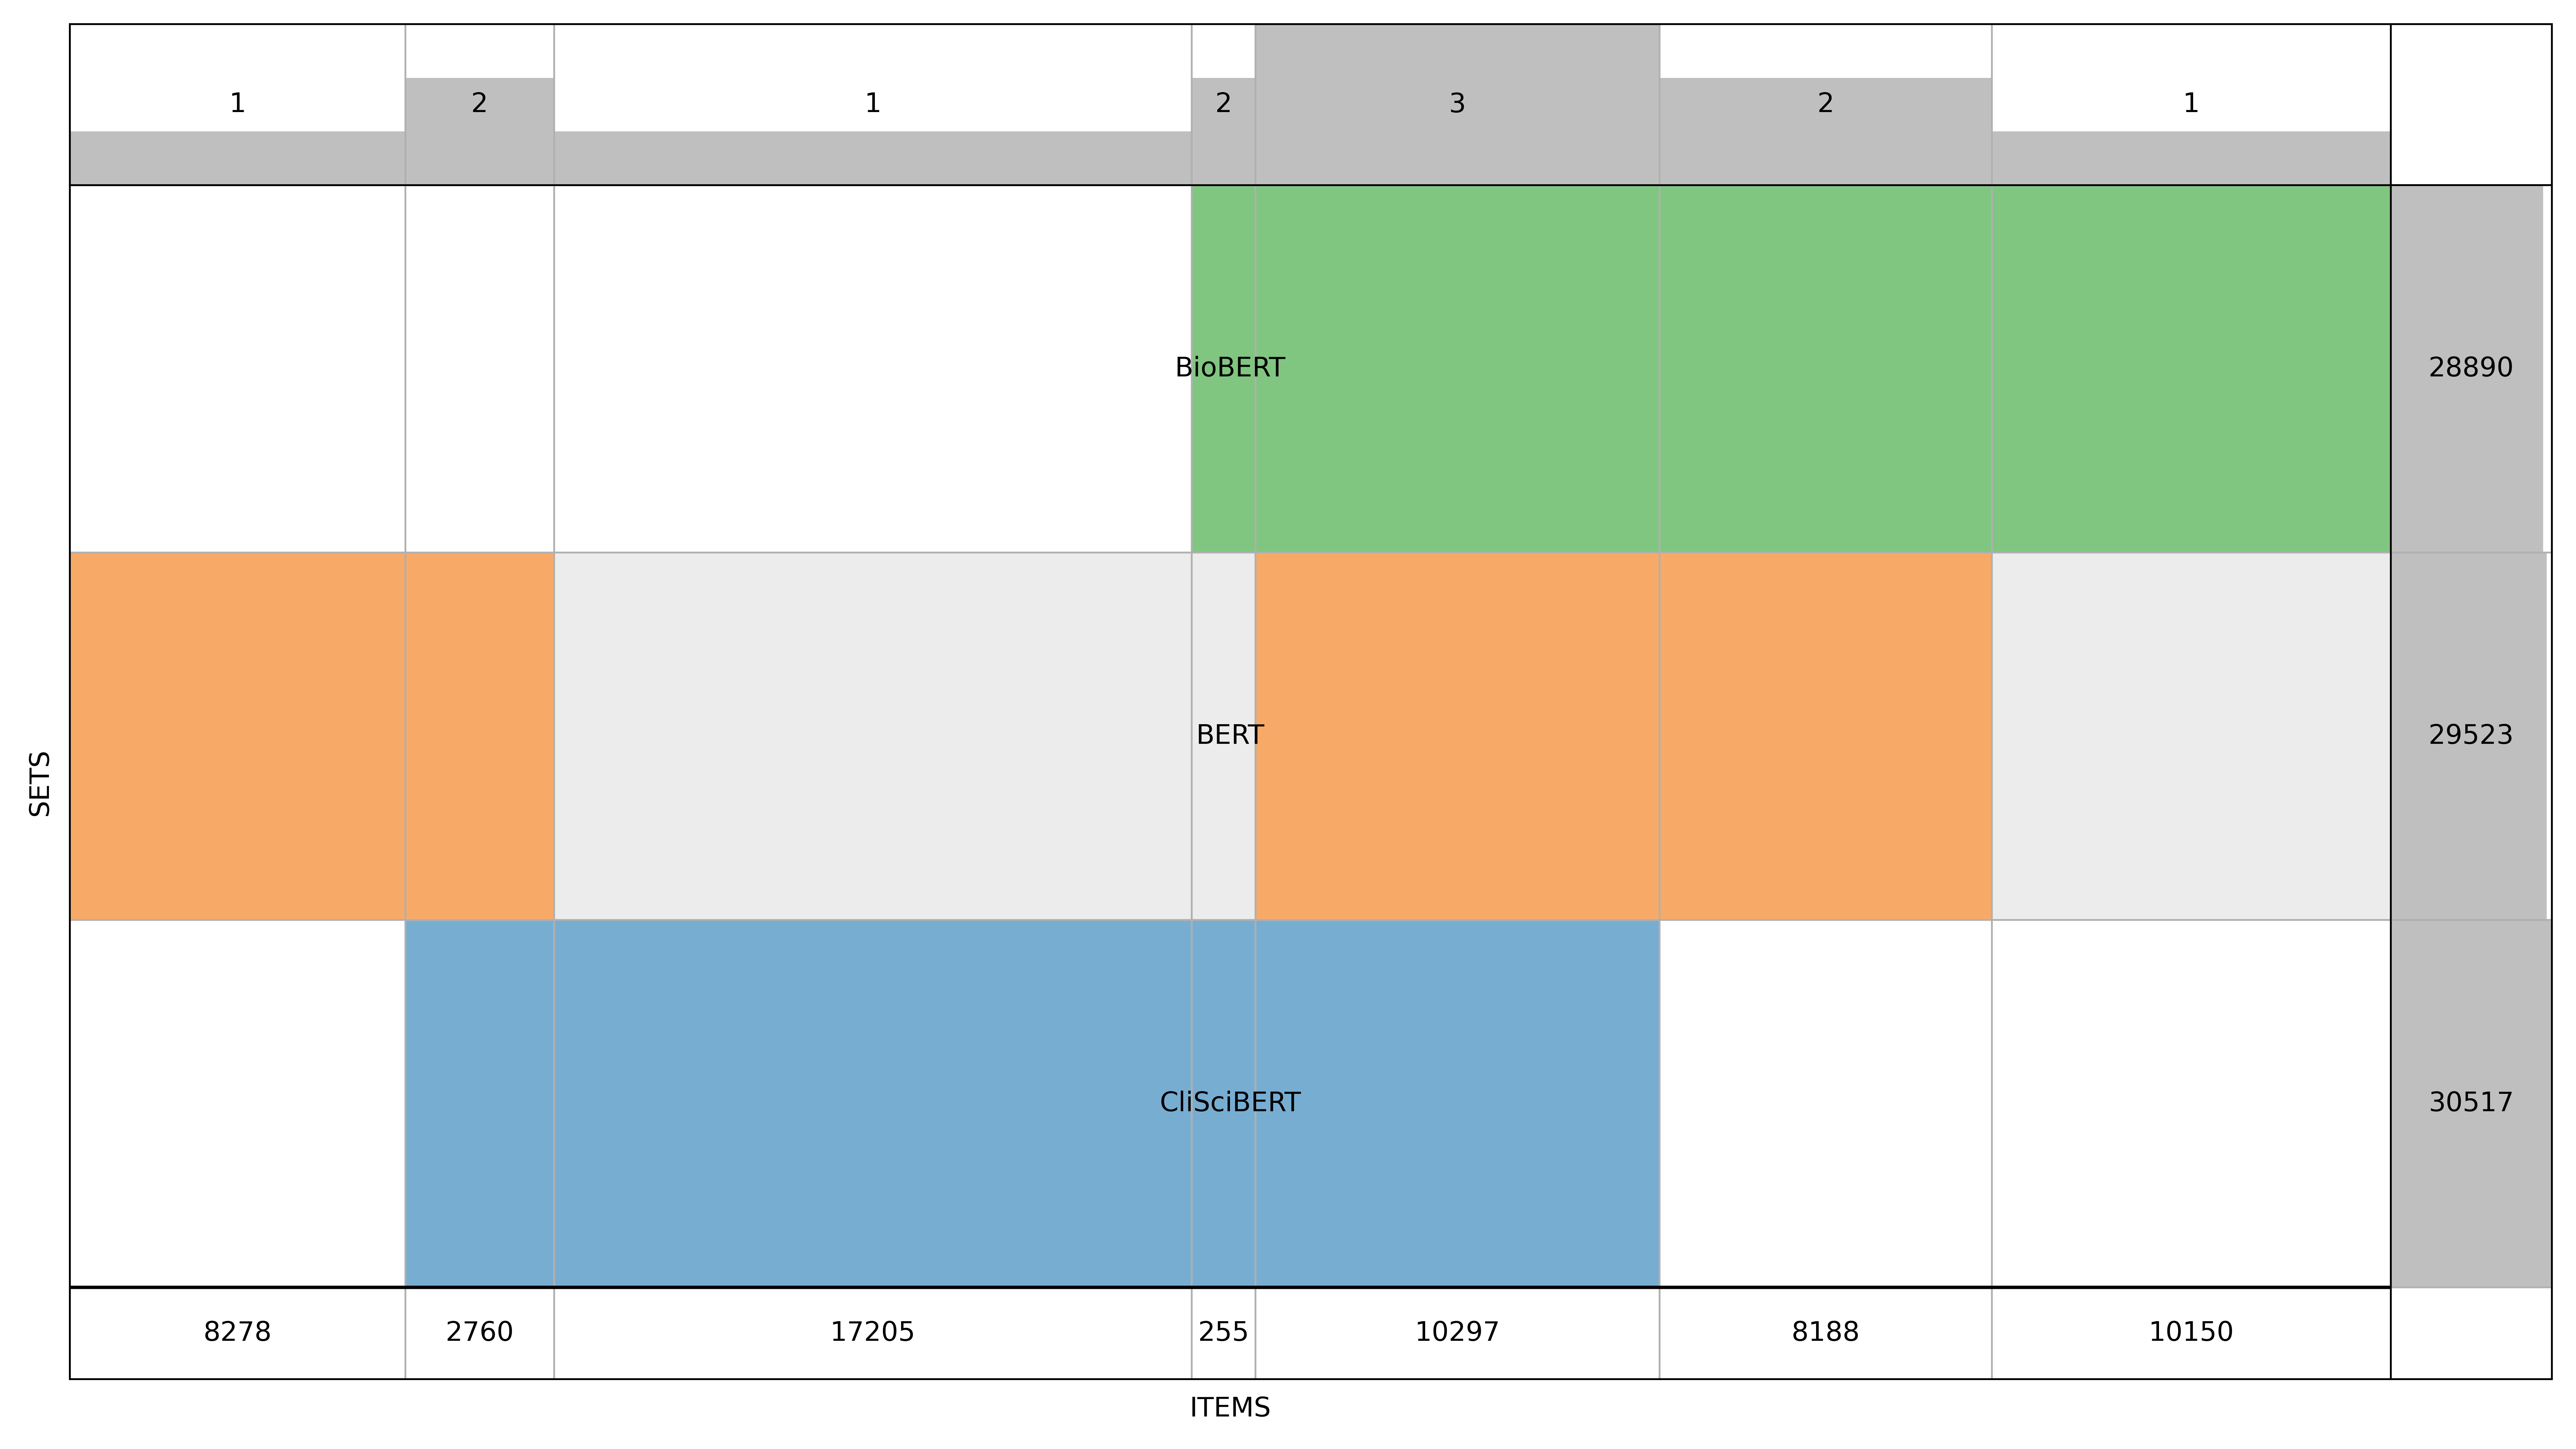 1 2 1 2 3 2 1
BioBERT 28890
BERT 29523
SETS
CliSciBERT 30517
8278 2760 17205 255 10297 8188 10150
ITEMS